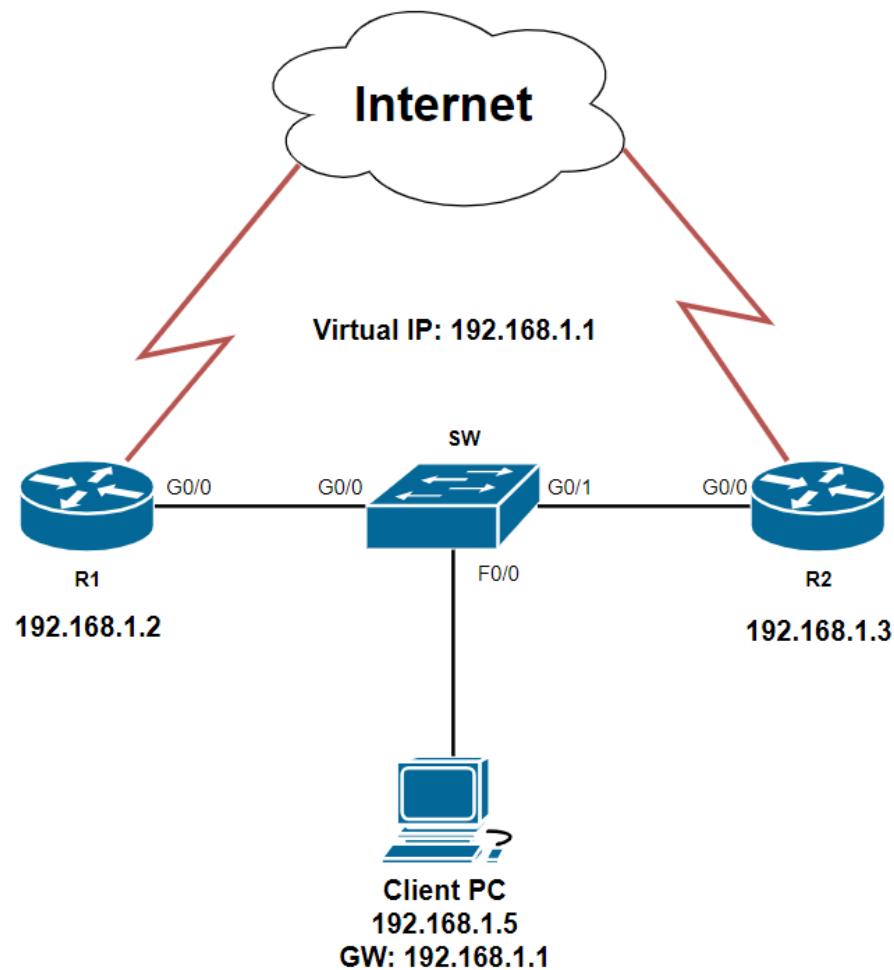 Internet
Virtual IP: 192.168.1.1
SW
G0/0
G0/0
G0/1
G0/0
F0/0
R1
192.168.1.2
R2
192.168.1.3
Client PC
192.168.1.5
GW: 192.168.1.1